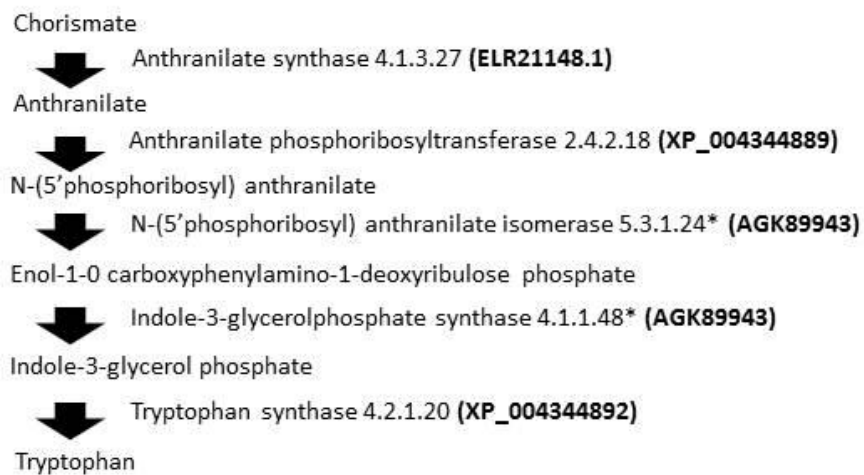 Chorismate
Anthranilate synthase 4.1.3.27 (ELR21148.1)
Anthranilate
Anthranilate phosphoribosyltransferase 2.4.2.18 (XP_004344889)
N-(5’phosphoribosyl) anthranilate
N-(5’phosphoribosyl) anthranilate isomerase 5.3.1.24* (AGK89943)
Enol-1-0 carboxyphenylamino-1-deoxyribulose phosphate
Indole-3-glycerolphosphate synthase 4.1.1.48* (AGK89943)
Indole-3-glycerol phosphate
Tryptophan synthase 4.2.1.20 (XP_004344892)
Tryptophan